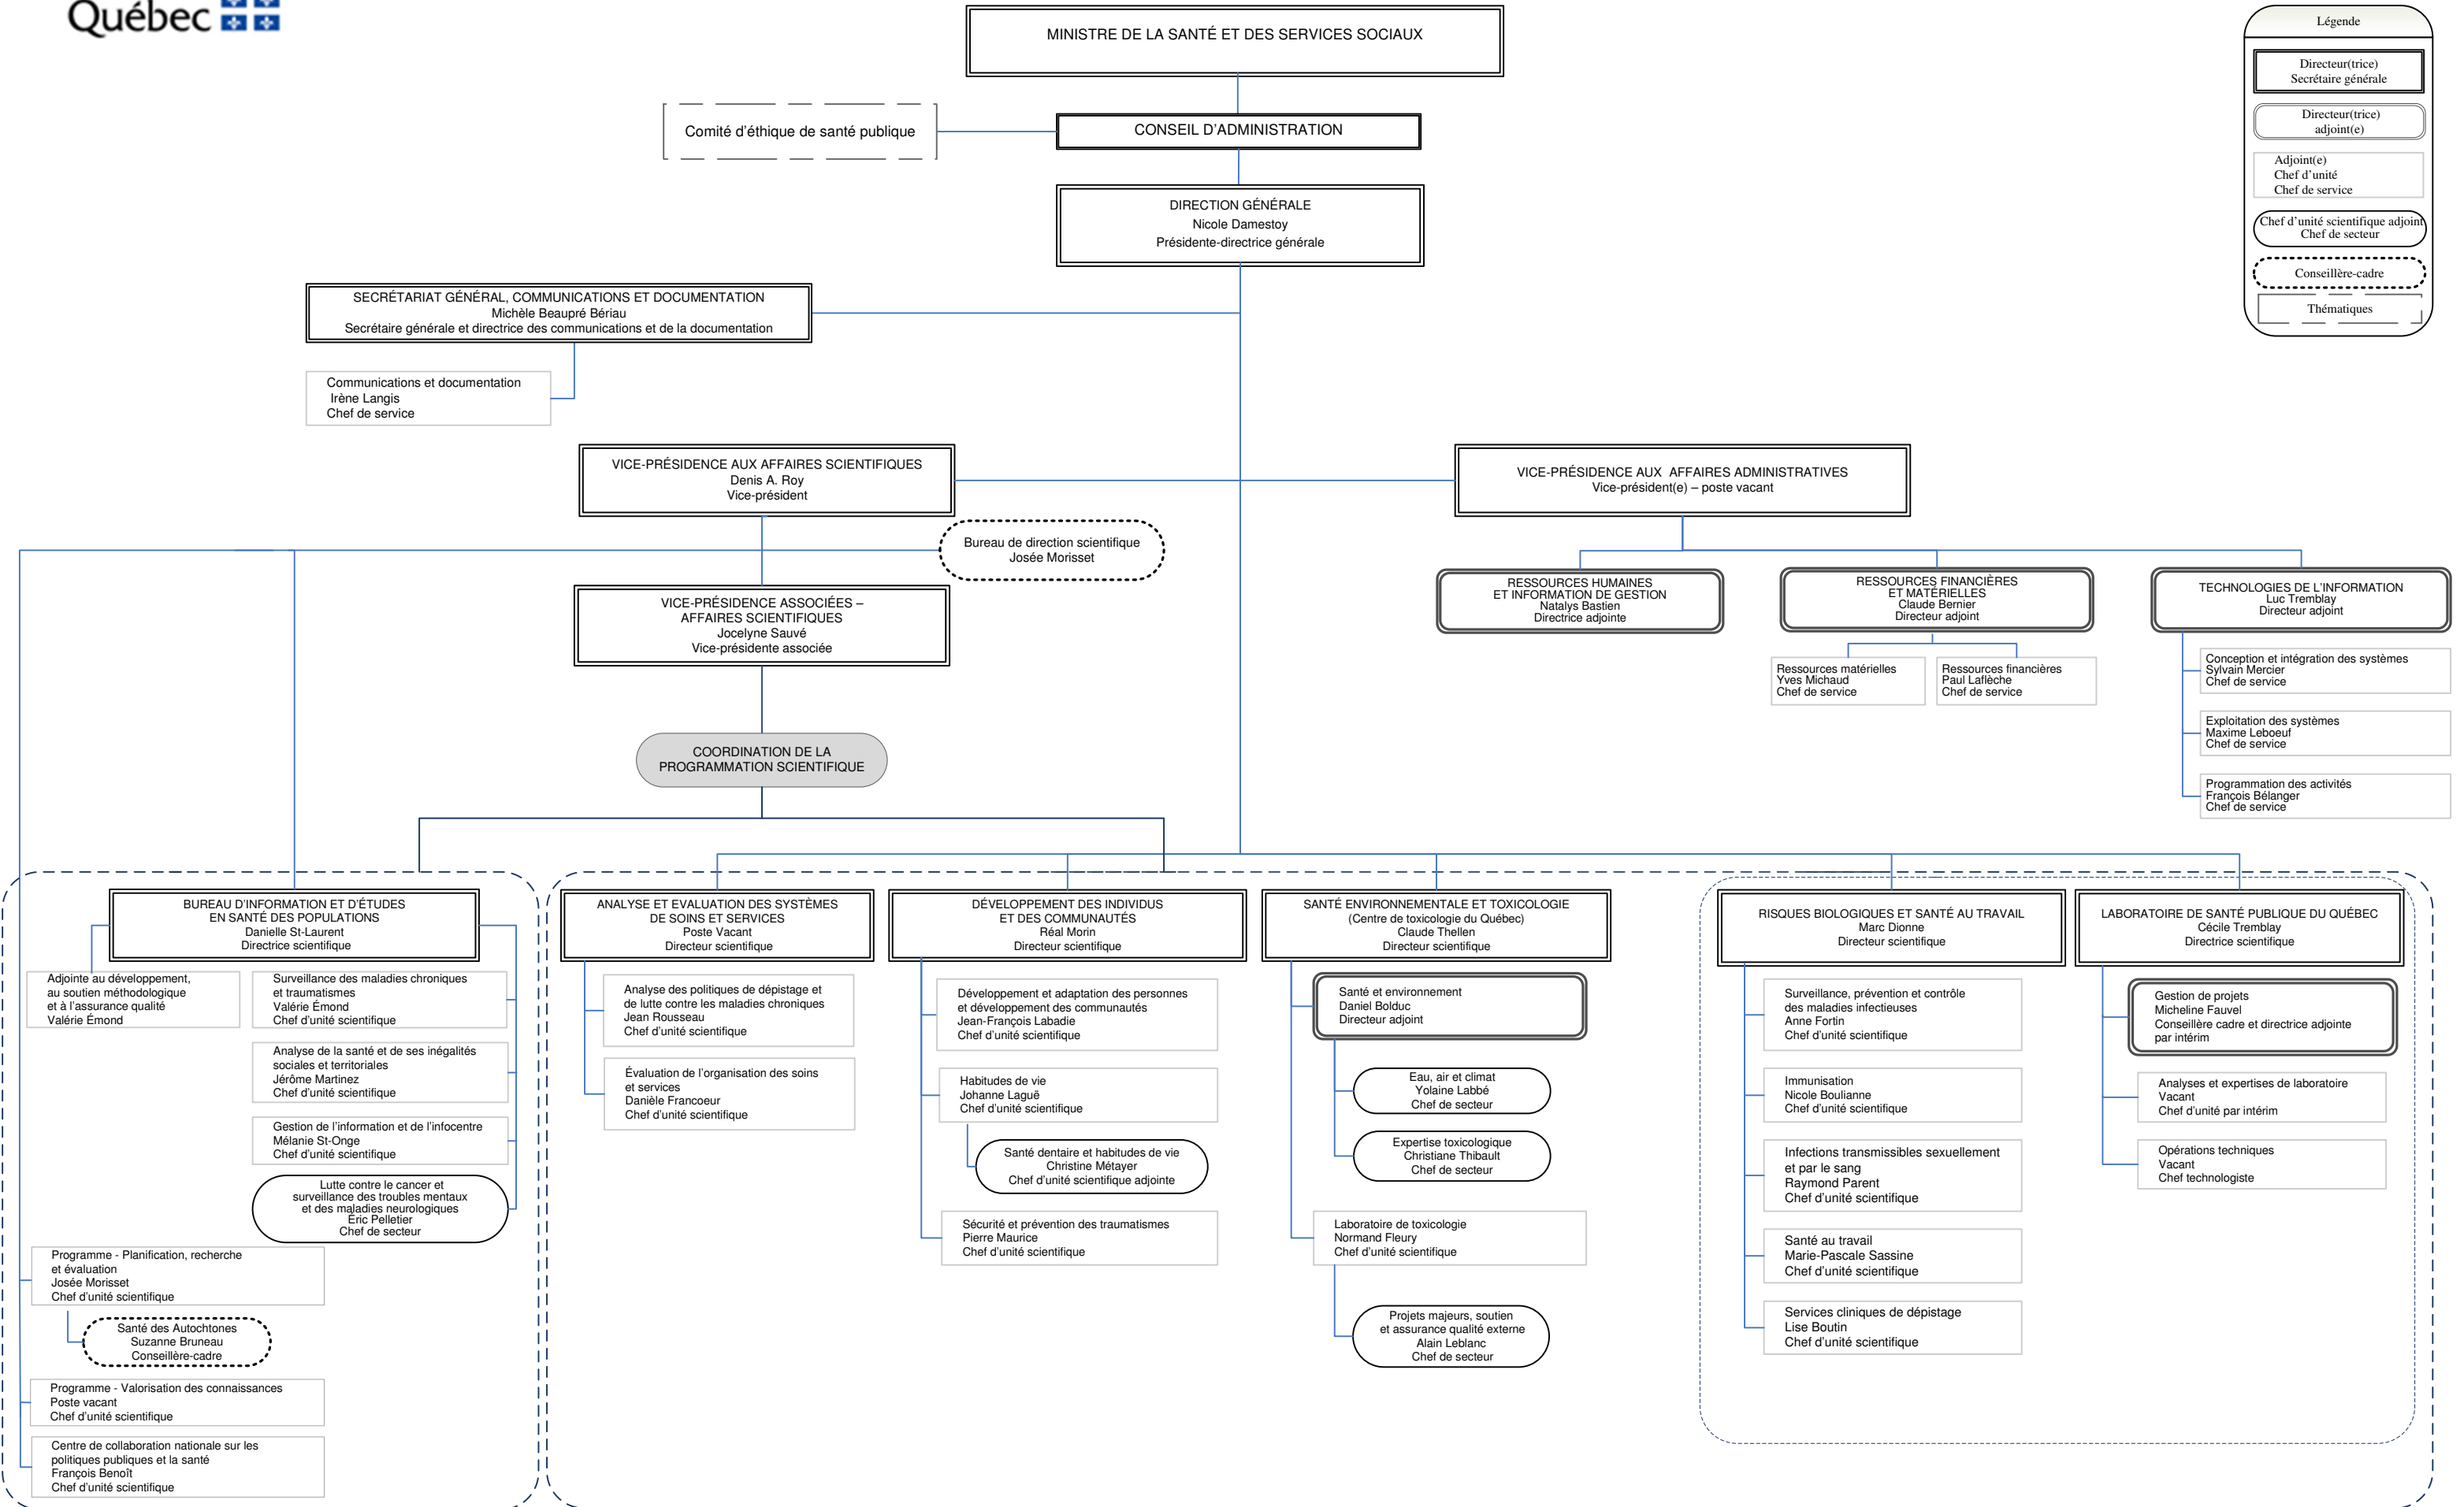 Québec
MINISTRE DE LA SANTÉ ET DES SERVICES SOCIAUX
Comité d'éthique de santé publique
CONSEIL D'ADMINISTRATION
DIRECTION GÉNÉRALE
Nicole Damestoy
Présidente-directrice générale
Légende
Directeur(trice)
Secrétaire générale
Directeur(trice)
adjoint(e)
Adjoint(e)
Chef d'unité
Chef de service
Chef d'unité scientifique adjoint
Chef de secteur
Conseillère-cadre
Thématiques
SECRÉTARIAT GÉNÉRAL, COMMUNICATIONS ET DOCUMENTATION
Michèle Beaupré Bériau
Secrétaire générale et directrice des communications et de la documentation
Communications et documentation
Irène Langis
Chef de service
VICE-PRÉSIDENCE AUX AFFAIRES SCIENTIFIQUES
Denis A. Roy
Vice-président
VICE-PRÉSIDENCE AUX  AFFAIRES ADMINISTRATIVES
Vice-président(e) – poste vacant
Bureau de direction scientifique
Josée Morisset
VICE-PRÉSIDENCE ASSOCIÉES –
AFFAIRES SCIENTIFIQUES
Jocelyne Sauvé
Vice-présidente associée
RESSOURCES HUMAINES
ET INFORMATION DE GESTION
Natalys Bastien
Directrice adjointe
RESSOURCES FINANCIÈRES
ET MATÉRIELLES
Claude Bernier
Directeur adjoint
TECHNOLOGIES DE L'INFORMATION
Luc Tremblay
Directeur adjoint
Ressources matérielles
Yves Michaud
Chef de service
Ressources financières
Paul Laflèche
Chef de service
Conception et intégration des systèmes
Sylvain Mercier
Chef de service
Exploitation des systèmes
Maxime Leboeuf
Chef de service
Programmation des activités
François Bélanger
Chef de service
COORDINATION DE LA
PROGRAMMATION SCIENTIFIQUE
BUREAU D'INFORMATION ET D'ÉTUDES
EN SANTÉ DES POPULATIONS
Danielle St-Laurent
Directrice scientifique
Adjointe au développement,
au soutien méthodologique
et à l'assurance qualité
Valérie Émond
Surveillance des maladies chroniques
et traumatismes
Valérie Émond
Chef d'unité scientifique
Analyse de la santé et de ses inégalités
sociales et territoriales
Jérôme Martinez
Chef d'unité scientifique
Gestion de l'information et de l'infocentre
Mélanie St-Onge
Chef d'unité scientifique
Lutte contre le cancer et
surveillance des troubles mentaux
et des maladies neurologiques
Éric Pelletier
Chef de secteur
Programme - Planification, recherche
et évaluation
Josée Morisset
Chef d'unité scientifique
Santé des Autochtones
Suzanne Bruneau
Conseillère-cadre
Programme - Valorisation des connaissances
Poste vacant
Chef d'unité scientifique
Centre de collaboration nationale sur les
politiques publiques et la santé
François Benoît
Chef d'unité scientifique
ANALYSE ET EVALUATION DES SYSTÈMES
DE SOINS ET SERVICES
Poste Vacant
Directeur scientifique
Analyse des politiques de dépistage et
de lutte contre les maladies chroniques
Jean Rousseau
Chef d'unité scientifique
Évaluation de l'organisation des soins
et services
Danièle Francoeur
Chef d'unité scientifique
DÉVELOPPEMENT DES INDIVIDUS
ET DES COMMUNAUTÉS
Réal Morin
Directeur scientifique
Développement et adaptation des personnes
et développement des communautés
Jean-François Labadie
Chef d'unité scientifique
Habitudes de vie
Johanne Laguë
Chef d'unité scientifique
Santé dentaire et habitudes de vie
Christine Métayer
Chef d'unité scientifique adjointe
Sécurité et prévention des traumatismes
Pierre Maurice
Chef d'unité scientifique
SANTÉ ENVIRONNEMENTALE ET TOXICOLOGIE
(Centre de toxicologie du Québec)
Claude Thellen
Directeur scientifique
Santé et environnement
Daniel Bolduc
Directeur adjoint
Eau, air et climat
Yolaine Labbé
Chef de secteur
Expertise toxicologique
Christiane Thibault
Chef de secteur
Laboratoire de toxicologie
Normand Fleury
Chef d'unité scientifique
Projets majeurs, soutien
et assurance qualité externe
Alain Leblanc
Chef de secteur
RISQUES BIOLOGIQUES ET SANTÉ AU TRAVAIL
Marc Dionne
Directeur scientifique
Surveillance, prévention et contrôle
des maladies infectieuses
Anne Fortin
Chef d'unité scientifique
Immunisation
Nicole Boulianne
Chef d'unité scientifique
Infections transmissibles sexuellement
et par le sang
Raymond Parent
Chef d'unité scientifique
Santé au travail
Marie-Pascale Sassine
Chef d'unité scientifique
Services cliniques de dépistage
Lise Boutin
Chef d'unité scientifique
LABORATOIRE DE SANTÉ PUBLIQUE DU QUÉBEC
Cécile Tremblay
Directrice scientifique
Gestion de projets
Micheline Fauvel
Conseillère cadre et directrice adjointe
par intérim
Analyses et expertises de laboratoire
Vacant
Chef d'unité par intérim
Opérations techniques
Vacant
Chef technologiste